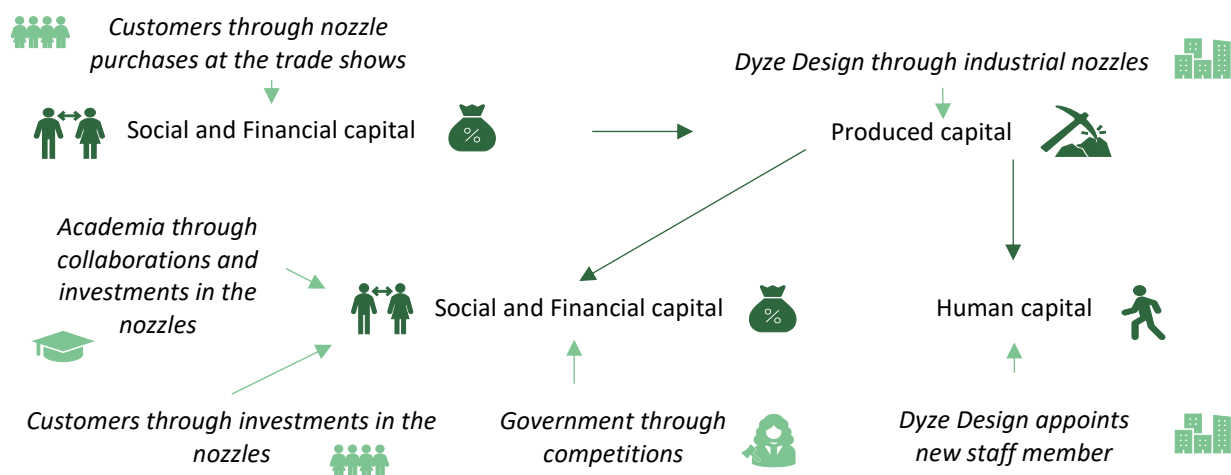 Customers through nozzle
purchases at the trade shows
Dyze Design through industrial nozzles
Social and Financial capital
%
Produced capital
Academia through
collaborations and
investments in the
nozzles
Social and Financial capital
%
Human capital
Customers through investments in the
nozzles
Government through
competitions
Dyze Design appoints
new staff member